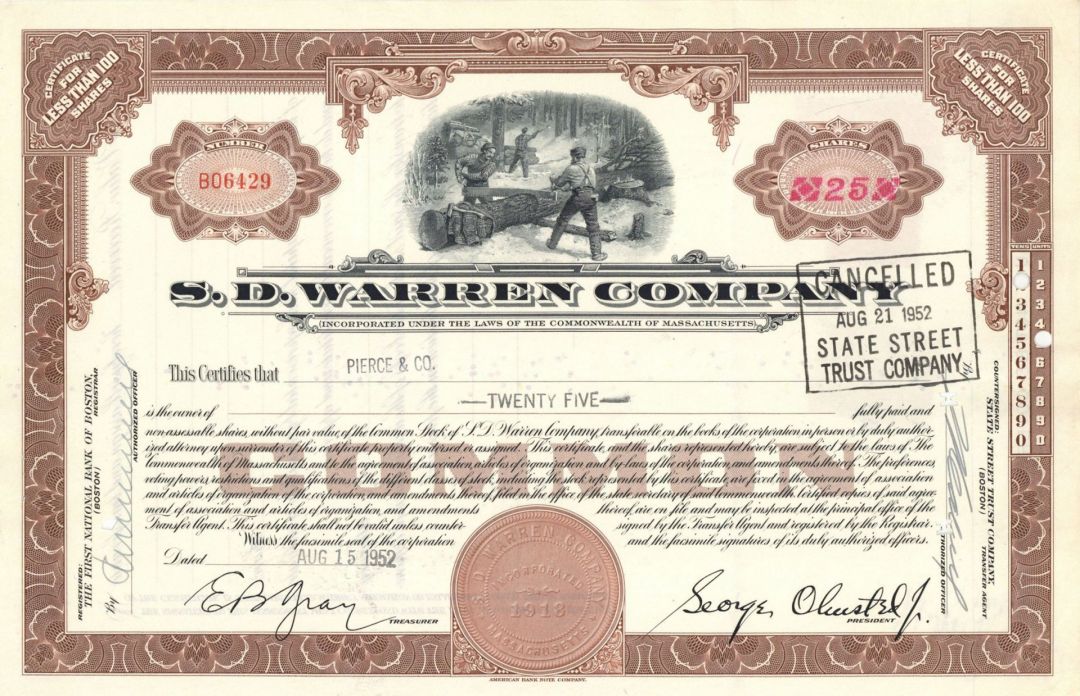 CERTIFICATE
FOR
LESS THAN 100
SHARES
CERTIFICATE
FOR
LESS THAN 100
SHARES
NUMBER
B06429
SHARES
25
S. D. WARREN COMPANY
(INCORPORATED UNDER THE LAWS OF THE COMMONWEALTH OF MASSACHUSETTS)
CANCELLED
AUG 21 1952
STATE STREET
TRUST COMPANY
TENS UNITS
1 1
2
3 3
4 4
5
6 6
7 7
8 8
9 9
0 0
This Certifies that PIERCE & CO.
TWENTY FIVE
is the owner of fully paid and
non-assessable shares, without par value, of the Common Stock of S.D. Warren Company, transferable on the books of the corporation in person or by duly author-
ized attorney upon surrender of this certificate properly endorsed or assigned. This certificate and the shares represented hereby are subject to the laws of The
Commonwealth of Massachusetts and to the agreement of association, articles of organization and by-laws of the corporation, and amendments thereof. The preferences,
voting powers, restrictions and qualifications of the different classes of stock, including the stock represented by this certificate, are fixed in the agreement of association
and articles of organization of the corporation, and amendments thereof, filed in the office of the state secretary of said Commonwealth. Certified copies of said agree-
ment of association and articles of organization, and amendments thereof, are on file and may be inspected at the principal office of the
Transfer Agent. This certificate shall not be valid unless counter- signed by the Transfer Agent and registered by the Registrar.
Witness the facsimile seal of the corporation and the facsimile signatures of its duly authorized officers.
COMMON
Dated AUG 15 1952
S. D. WARREN COMPANY
INCORPORATED
1918
MASSACHUSETTS
E B Gray
TREASURER
George Olmsted Jr.
PRESIDENT
REGISTERED:
THE FIRST NATIONAL BANK OF BOSTON,
(BOSTON) REGISTRAR
By
AUTHORIZED OFFICER
COUNTERSIGNED:
STATE STREET TRUST COMPANY,
(BOSTON) TRANSFER AGENT
By
AUTHORIZED OFFICER
AMERICAN BANK NOTE COMPANY.